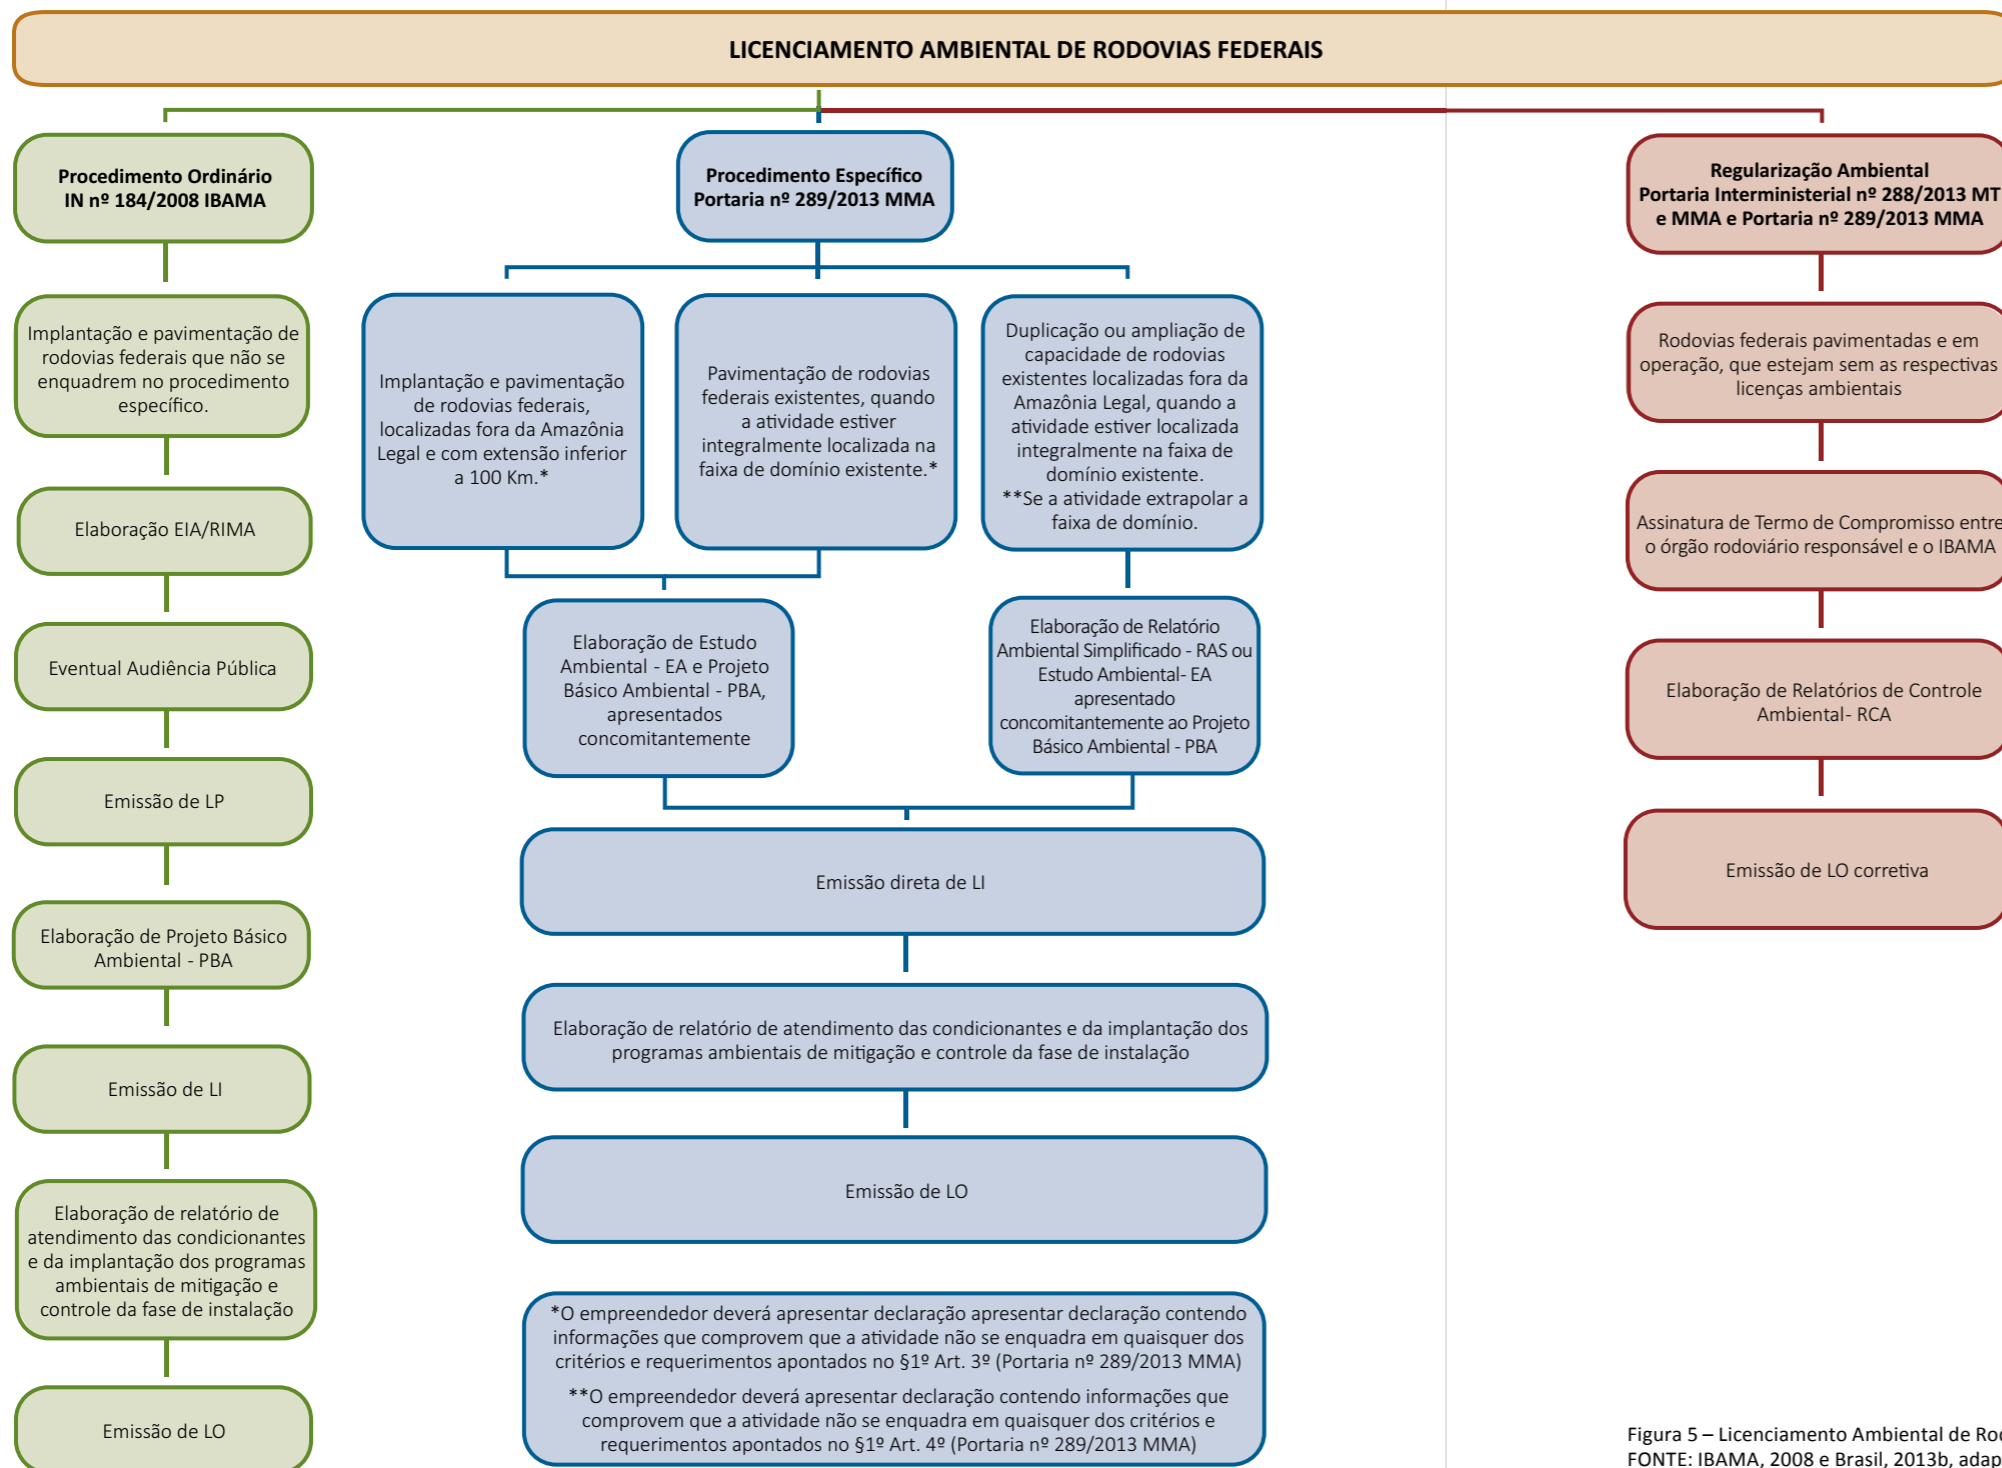 LICENCIAMENTO AMBIENTAL DE RODOVIAS FEDERAIS
Procedimento Ordinário
IN nº 184/2008 IBAMA
Implantação e pavimentação de
rodovias federais que não se
enquadrem no procedimento
específico.
Elaboração EIA/RIMA
Eventual Audiência Pública
Emissão de LP
Elaboração de Projeto Básico
Ambiental - PBA
Emissão de LI
Elaboração de relatório de
atendimento das condicionantes
e da implantação dos programas
ambientais de mitigação e
controle da fase de instalação
Emissão de LO
Procedimento Específico
Portaria nº 289/2013 MMA
Implantação e pavimentação
de rodovias federais,
localizadas fora da Amazônia
Legal e com extensão inferior
a 100 Km.*
Pavimentação de rodovias
federais existentes, quando
a atividade estiver
integralmente localizada na
faixa de domínio existente.*
Duplicação ou ampliação de
capacidade de rodovias
existentes localizadas fora da
Amazônia Legal, quando a
atividade estiver localizada
integralmente na faixa de
domínio existente.
**Se a atividade extrapolar a
faixa de domínio.
Elaboração de Estudo
Ambiental - EA e Projeto
Básico Ambiental - PBA,
apresentados
concomitantemente
Elaboração de Relatório
Ambiental Simplificado - RAS ou
Estudo Ambiental- EA
apresentado
concomitantemente ao Projeto
Básico Ambiental - PBA
Emissão direta de LI
Elaboração de relatório de atendimento das condicionantes e da implantação dos
programas ambientais de mitigação e controle da fase de instalação
Emissão de LO
*O empreendedor deverá apresentar declaração apresentar declaração contendo
informações que comprovem que a atividade não se enquadra em quaisquer dos
critérios e requerimentos apontados no §1º Art. 3º (Portaria nº 289/2013 MMA)
**O empreendedor deverá apresentar declaração contendo informações que
comprovem que a atividade não se enquadra em quaisquer dos critérios e
requerimentos apontados no §1º Art. 4º (Portaria nº 289/2013 MMA)
Regularização Ambiental
Portaria Interministerial nº 288/2013 MT
e MMA e Portaria nº 289/2013 MMA
Rodovias federais pavimentadas e em
operação, que estejam sem as respectivas
licenças ambientais
Assinatura de Termo de Compromisso entre
o órgão rodoviário responsável e o IBAMA
Elaboração de Relatórios de Controle
Ambiental- RCA
Emissão de LO corretiva
Figura 5 – Licenciamento Ambiental de
FONTE: IBAMA, 2008 e Brasil, 2013b,